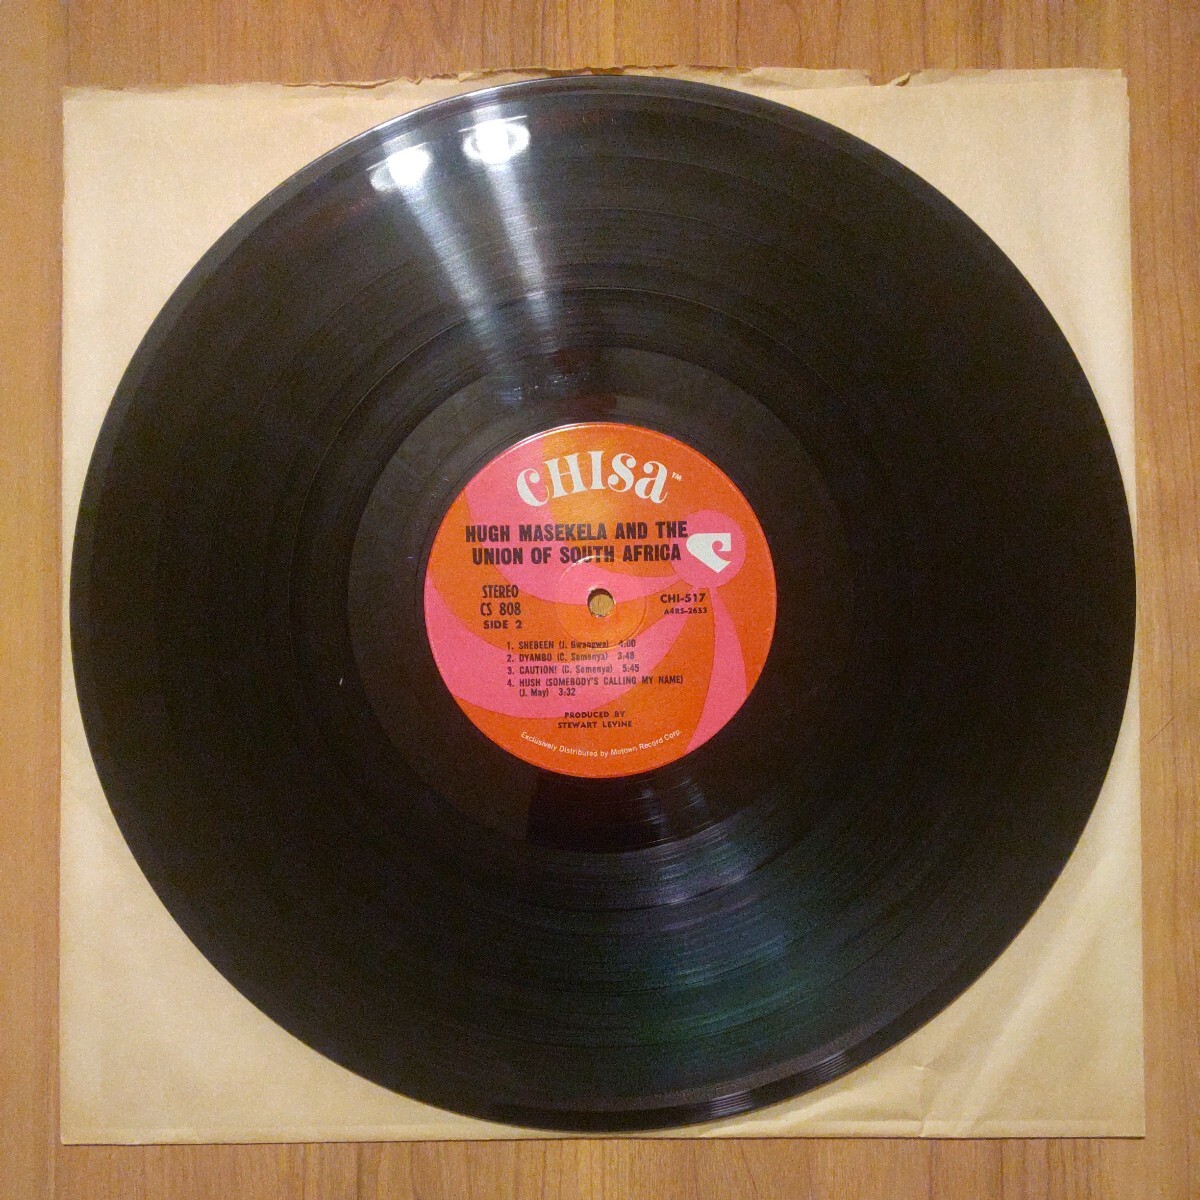 CHISA™
HUGH MASEKELA AND THE
UNION OF SOUTH AFRICA
STEREO
CS 808
SIDE 2
CHI-517
A4RS-2653
1. SHEBEEN (J. Gwangwa) 4:00
2. DYAMBO (C. Semenya) 3:48
3. CAUTION! (C. Semenya) 5:45
4. HUSH (SOMEBODY'S CALLING MY NAME)
(J. May) 3:32
PRODUCED BY
STEWART LEVINE
Exclusively Distributed by Motown Record Corp.